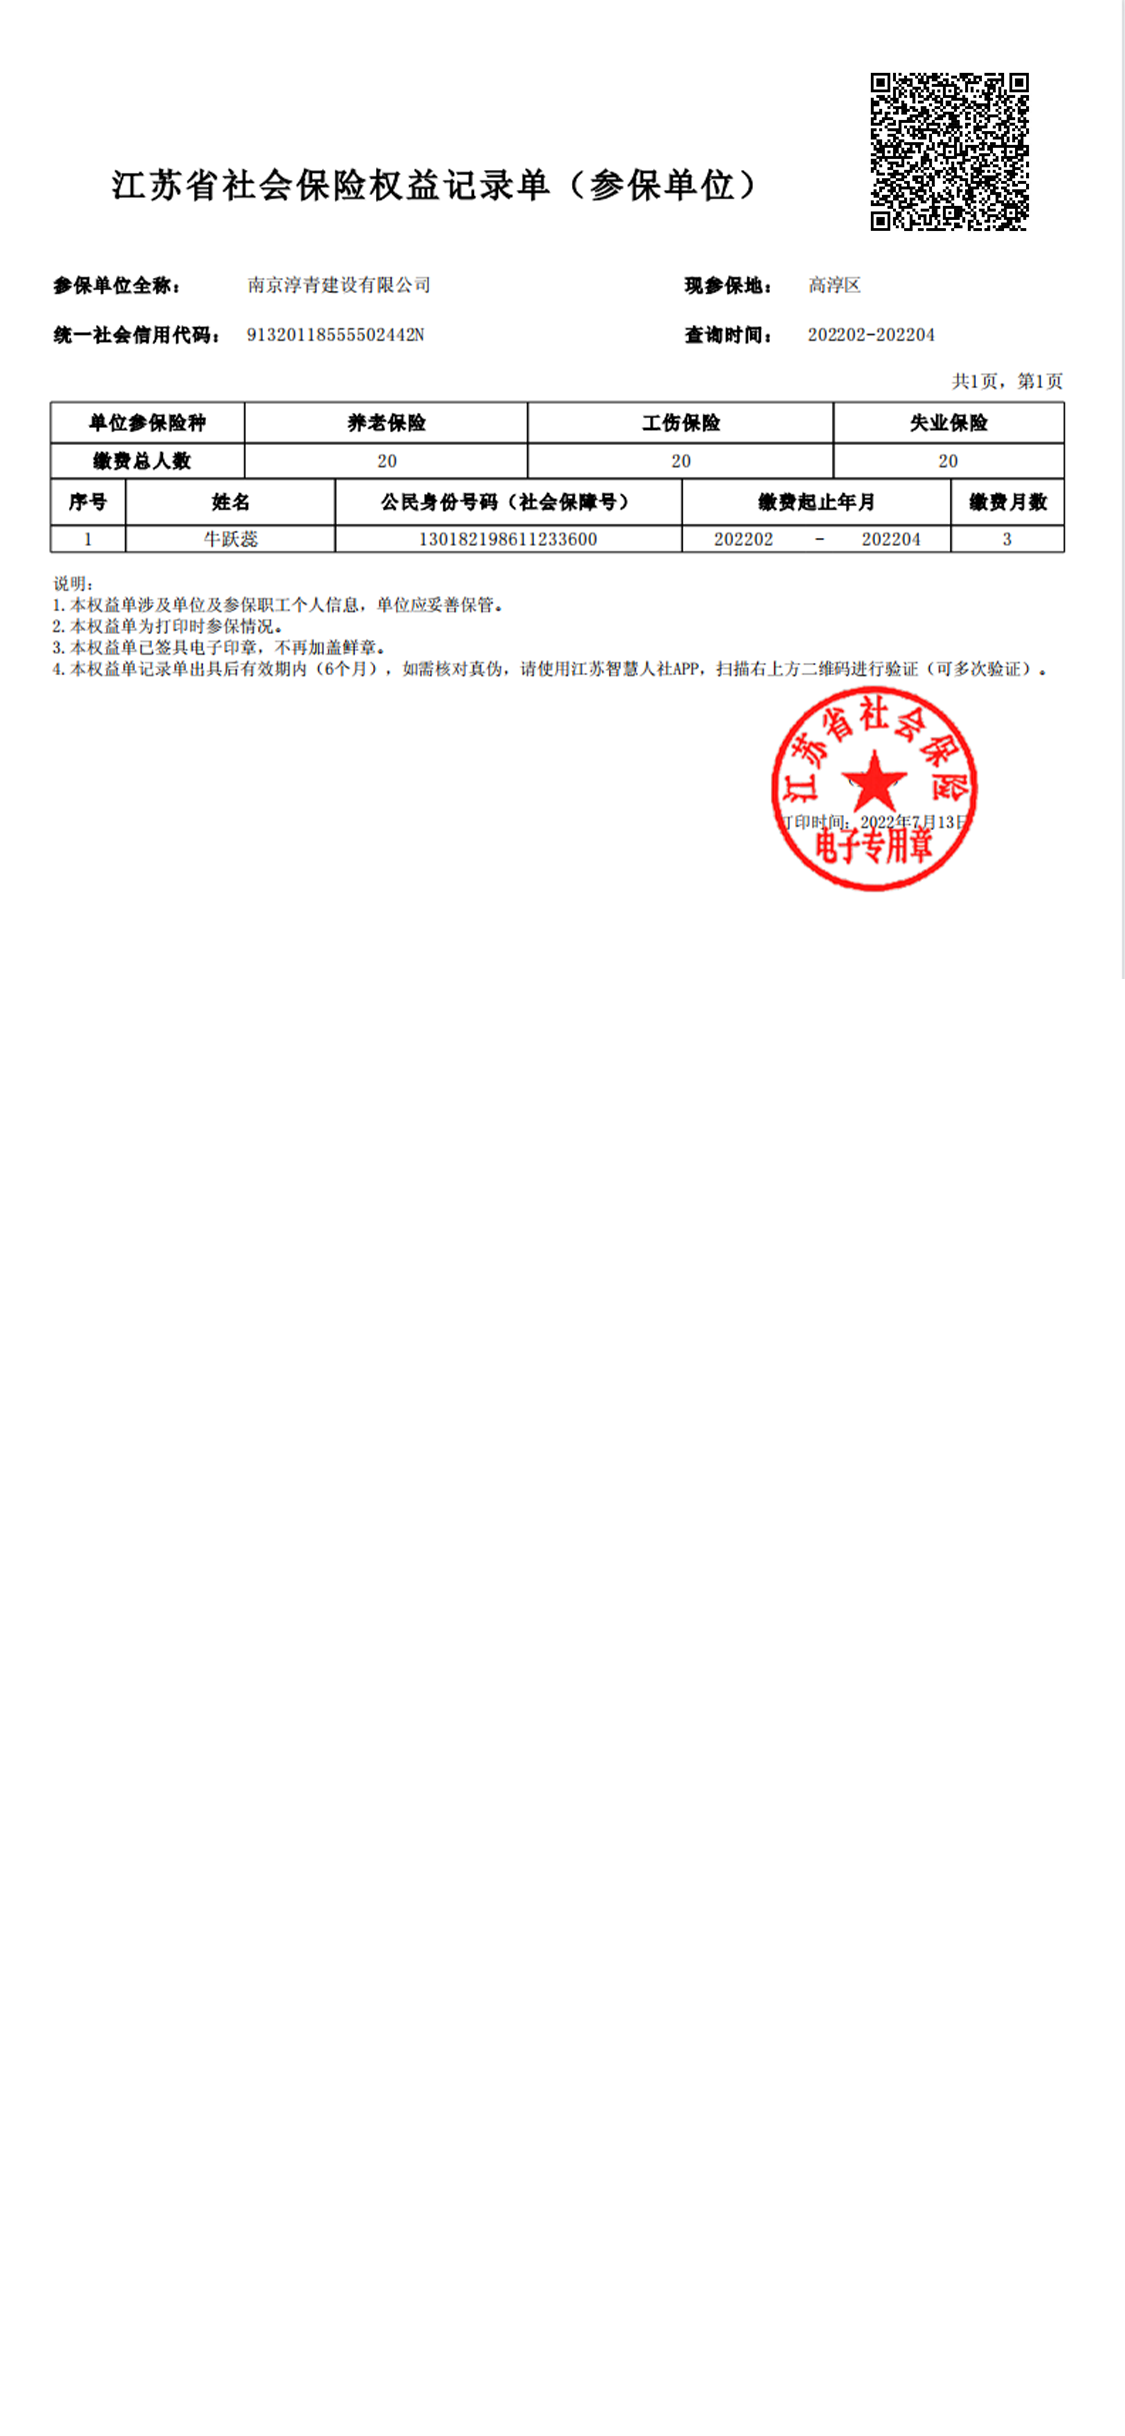 江苏省社会保险权益记录单（参保单位）
参保单位全称： 南京淳青建设有限公司 现参保地： 高淳区
统一社会信用代码： 91320118555502442N 查询时间： 202202-202204
共1页，第1页
单位参保险种 养老保险 工伤保险 失业保险
缴费总人数 20 20 20
序号 姓名 公民身份号码（社会保障号） 缴费起止年月 缴费月数
1 牛跃蕊 130182198611233600 202202 - 202204 3
说明：
1. 本权益单涉及单位及参保职工个人信息，单位应妥善保管。
2. 本权益单为打印时参保情况。
3. 本权益单已签具电子印章，不再加盖鲜章。
4. 本权益单记录单出具后有效期内（6个月），如需核对真伪，请使用江苏智慧人社APP，扫描右上方二维码进行验证（可多次验证）。
江苏省社会保险
打印时间：2022年7月13日
电子专用章